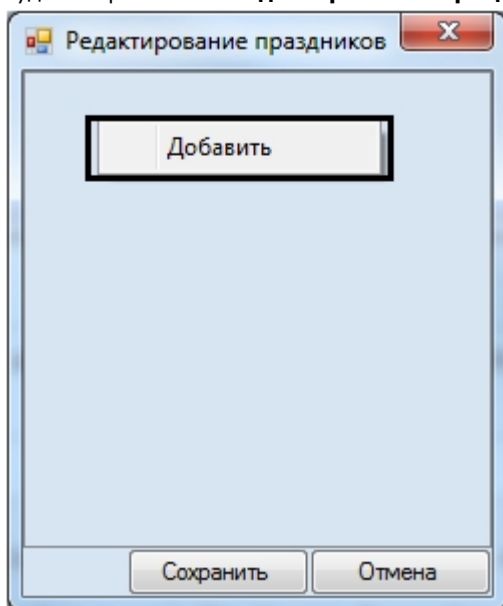 Редактирование праздников
Добавить
Сохранить
Отмена